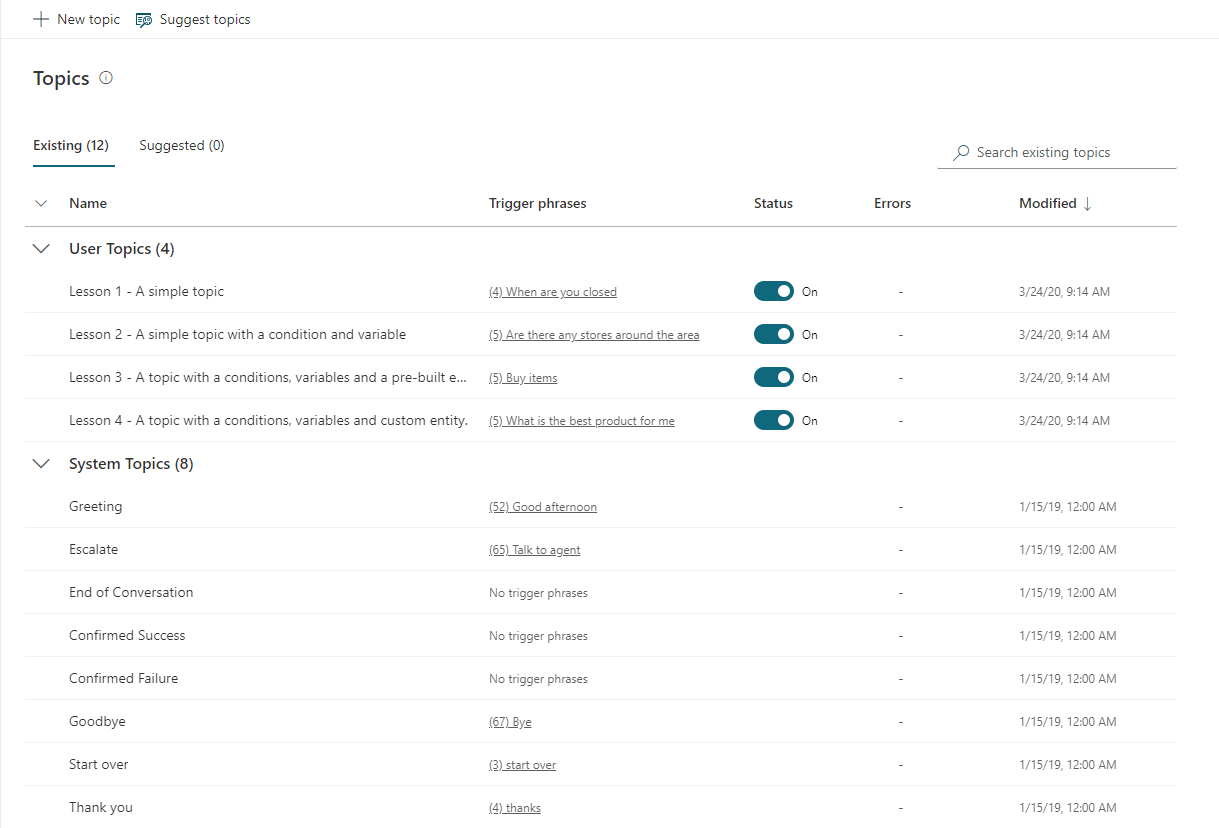 New topic Suggest topics
Topics
Existing (12) Suggested (0)
Search existing topics
Name Trigger phrases Status Errors Modified ↓
User Topics (4)
Lesson 1 - A simple topic (4) When are you closed On - 3/24/20, 9:14 AM
Lesson 2 - A simple topic with a condition and variable (5) Are there any stores around the area On - 3/24/20, 9:14 AM
Lesson 3 - A topic with a conditions, variables and a pre-built e... (5) Buy items On - 3/24/20, 9:14 AM
Lesson 4 - A topic with a conditions, variables and custom entity. (5) What is the best product for me On - 3/24/20, 9:14 AM
System Topics (8)
Greeting (52) Good afternoon - 1/15/19, 12:00 AM
Escalate (65) Talk to agent - 1/15/19, 12:00 AM
End of Conversation No trigger phrases - 1/15/19, 12:00 AM
Confirmed Success No trigger phrases - 1/15/19, 12:00 AM
Confirmed Failure No trigger phrases - 1/15/19, 12:00 AM
Goodbye (67) Bye - 1/15/19, 12:00 AM
Start over (3) start over - 1/15/19, 12:00 AM
Thank you (4) thanks - 1/15/19, 12:00 AM